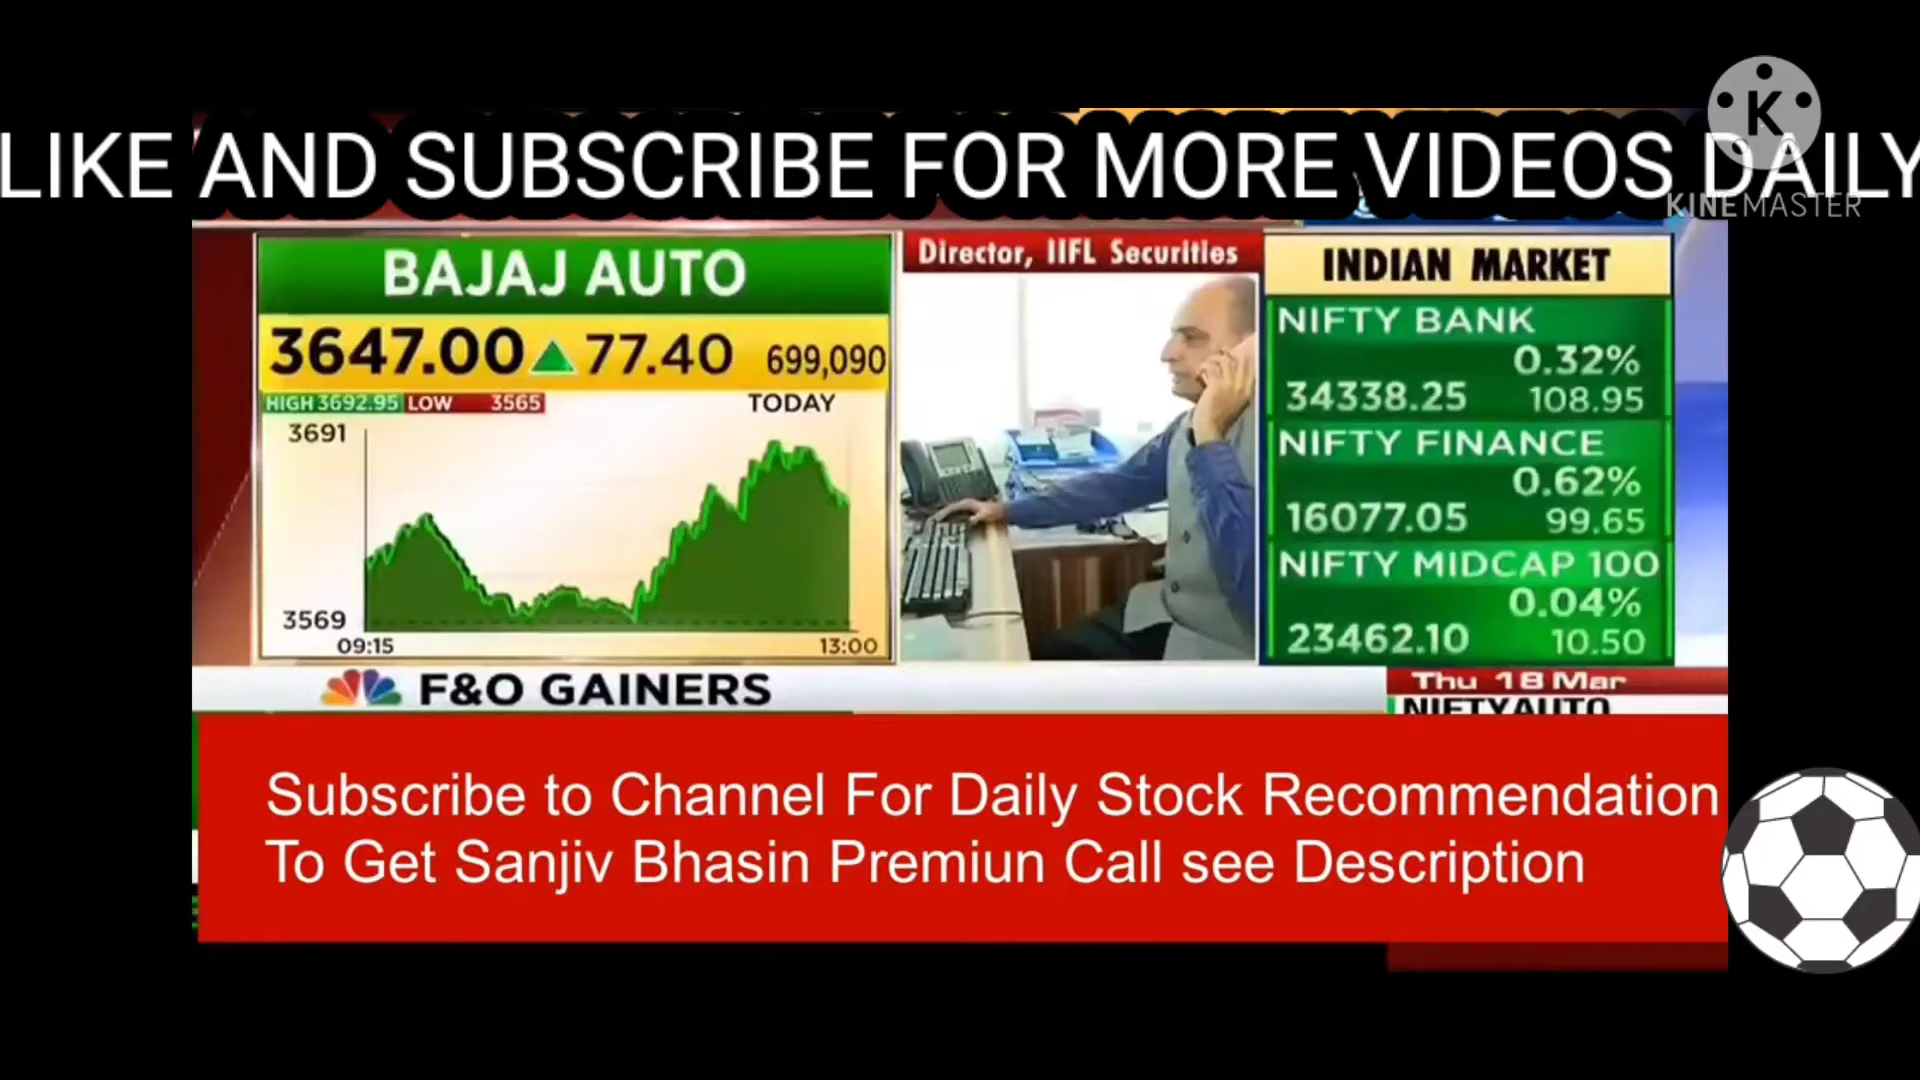 K
LIKE AND SUBSCRIBE FOR MORE VIDEOS DAILY
KINEMASTER
BAJAJ AUTO
3647.00 ▲ 77.40 699,090
HIGH 3692.95 LOW 3565
TODAY
3691
3569
09:15 13:00
Director, IIFL Securities
INDIAN MARKET
NIFTY BANK
0.32%
34338.25 108.95
NIFTY FINANCE
0.62%
16077.05 99.65
NIFTY MIDCAP 100
0.04%
23462.10 10.50
F&O GAINERS
Thu 18 Mar
NIFTYAUTO
Subscribe to Channel For Daily Stock Recommendation
To Get Sanjiv Bhasin Premiun Call see Description